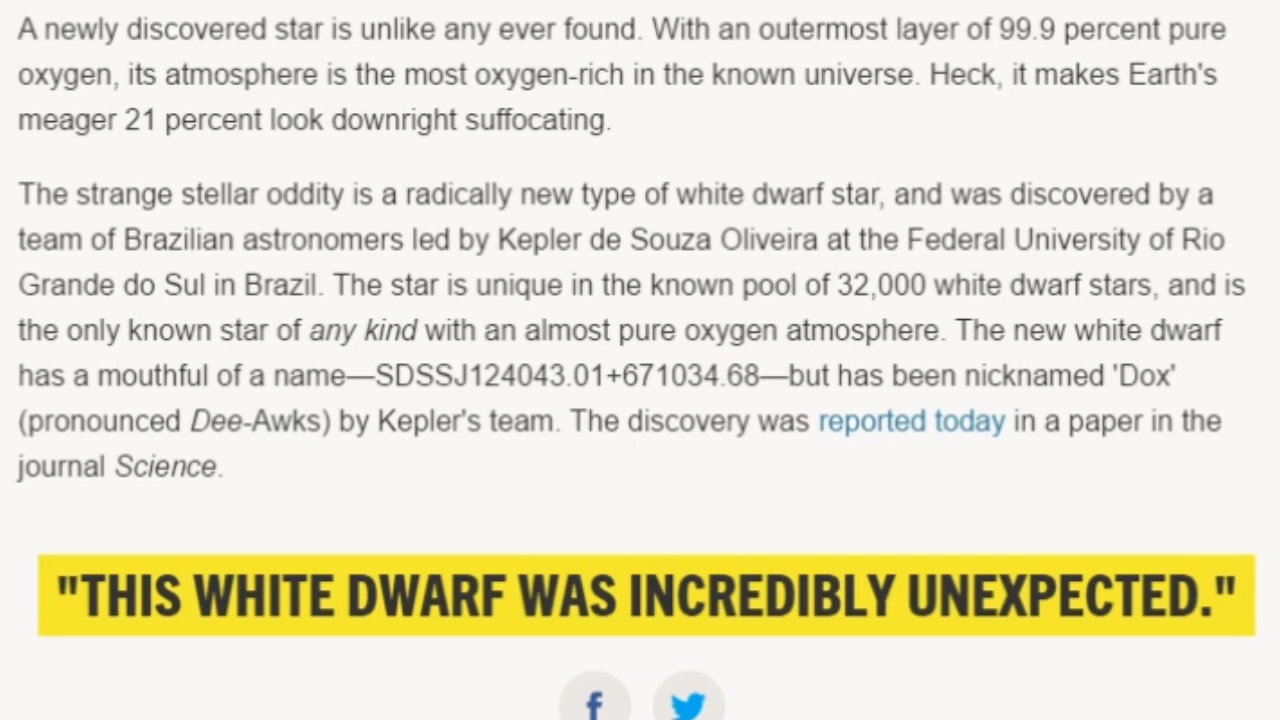 A newly discovered star is unlike any ever found. With an outermost layer of 99.9 percent pure
oxygen, its atmosphere is the most oxygen-rich in the known universe. Heck, it makes Earth's
meager 21 percent look downright suffocating.
The strange stellar oddity is a radically new type of white dwarf star, and was discovered by a
team of Brazilian astronomers led by Kepler de Souza Oliveira at the Federal University of Rio
Grande do Sul in Brazil. The star is unique in the known pool of 32,000 white dwarf stars, and is
the only known star of any kind with an almost pure oxygen atmosphere. The new white dwarf
has a mouthful of a name—SDSSJ124043.01+671034.68—but has been nicknamed 'Dox'
(pronounced Dee-Awks) by Kepler's team. The discovery was reported today in a paper in the
journal Science.
"THIS WHITE DWARF WAS INCREDIBLY UNEXPECTED."